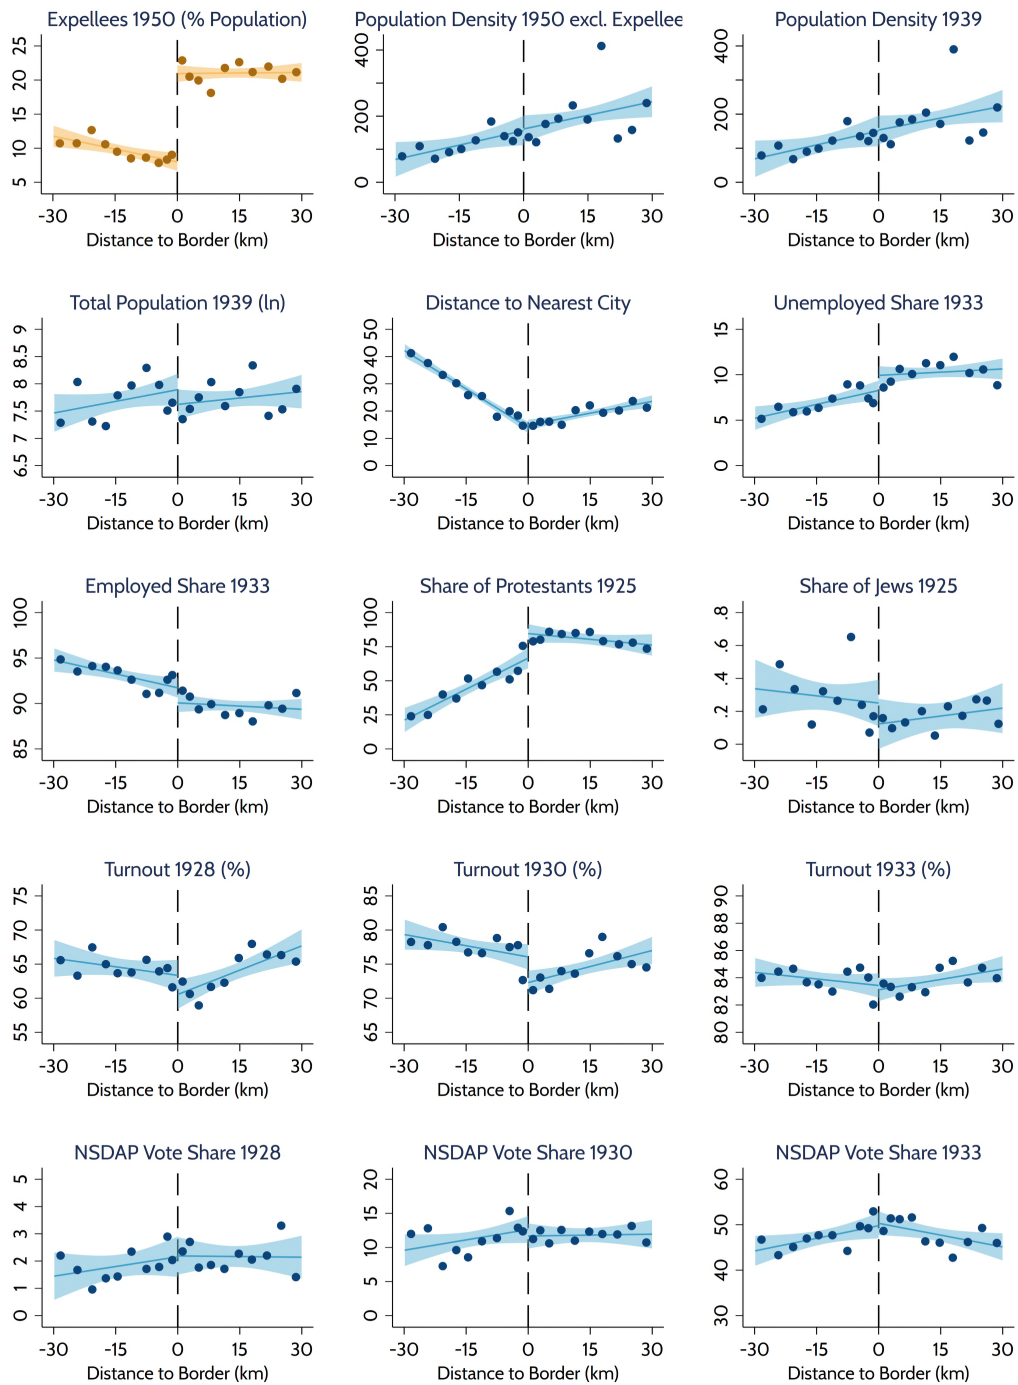 Expellees 1950 (% Population)
25
20
15
10
5
-30 -15 0 15 30
Distance to Border (km)
Population Density 1950 excl. Expellee
400
200
0
-30 -15 0 15 30
Distance to Border (km)
Population Density 1939
400
200
0
-30 -15 0 15 30
Distance to Border (km)
Total Population 1939 (ln)
9
8.5
8
7.5
7
6.5
-30 -15 0 15 30
Distance to Border (km)
Distance to Nearest City
50
40
30
20
10
0
-30 -15 0 15 30
Distance to Border (km)
Unemployed Share 1933
15
10
5
0
-30 -15 0 15 30
Distance to Border (km)
Employed Share 1933
100
95
90
85
-30 -15 0 15 30
Distance to Border (km)
Share of Protestants 1925
100
75
50
25
0
-30 -15 0 15 30
Distance to Border (km)
Share of Jews 1925
.8
.6
.4
.2
0
-30 -15 0 15 30
Distance to Border (km)
Turnout 1928 (%)
75
70
65
60
55
-30 -15 0 15 30
Distance to Border (km)
Turnout 1930 (%)
85
80
75
70
65
-30 -15 0 15 30
Distance to Border (km)
Turnout 1933 (%)
90
88
86
84
82
80
-30 -15 0 15 30
Distance to Border (km)
NSDAP Vote Share 1928
5
4
3
2
1
0
-30 -15 0 15 30
Distance to Border (km)
NSDAP Vote Share 1930
20
15
10
5
0
-30 -15 0 15 30
Distance to Border (km)
NSDAP Vote Share 1933
60
50
40
30
-30 -15 0 15 30
Distance to Border (km)